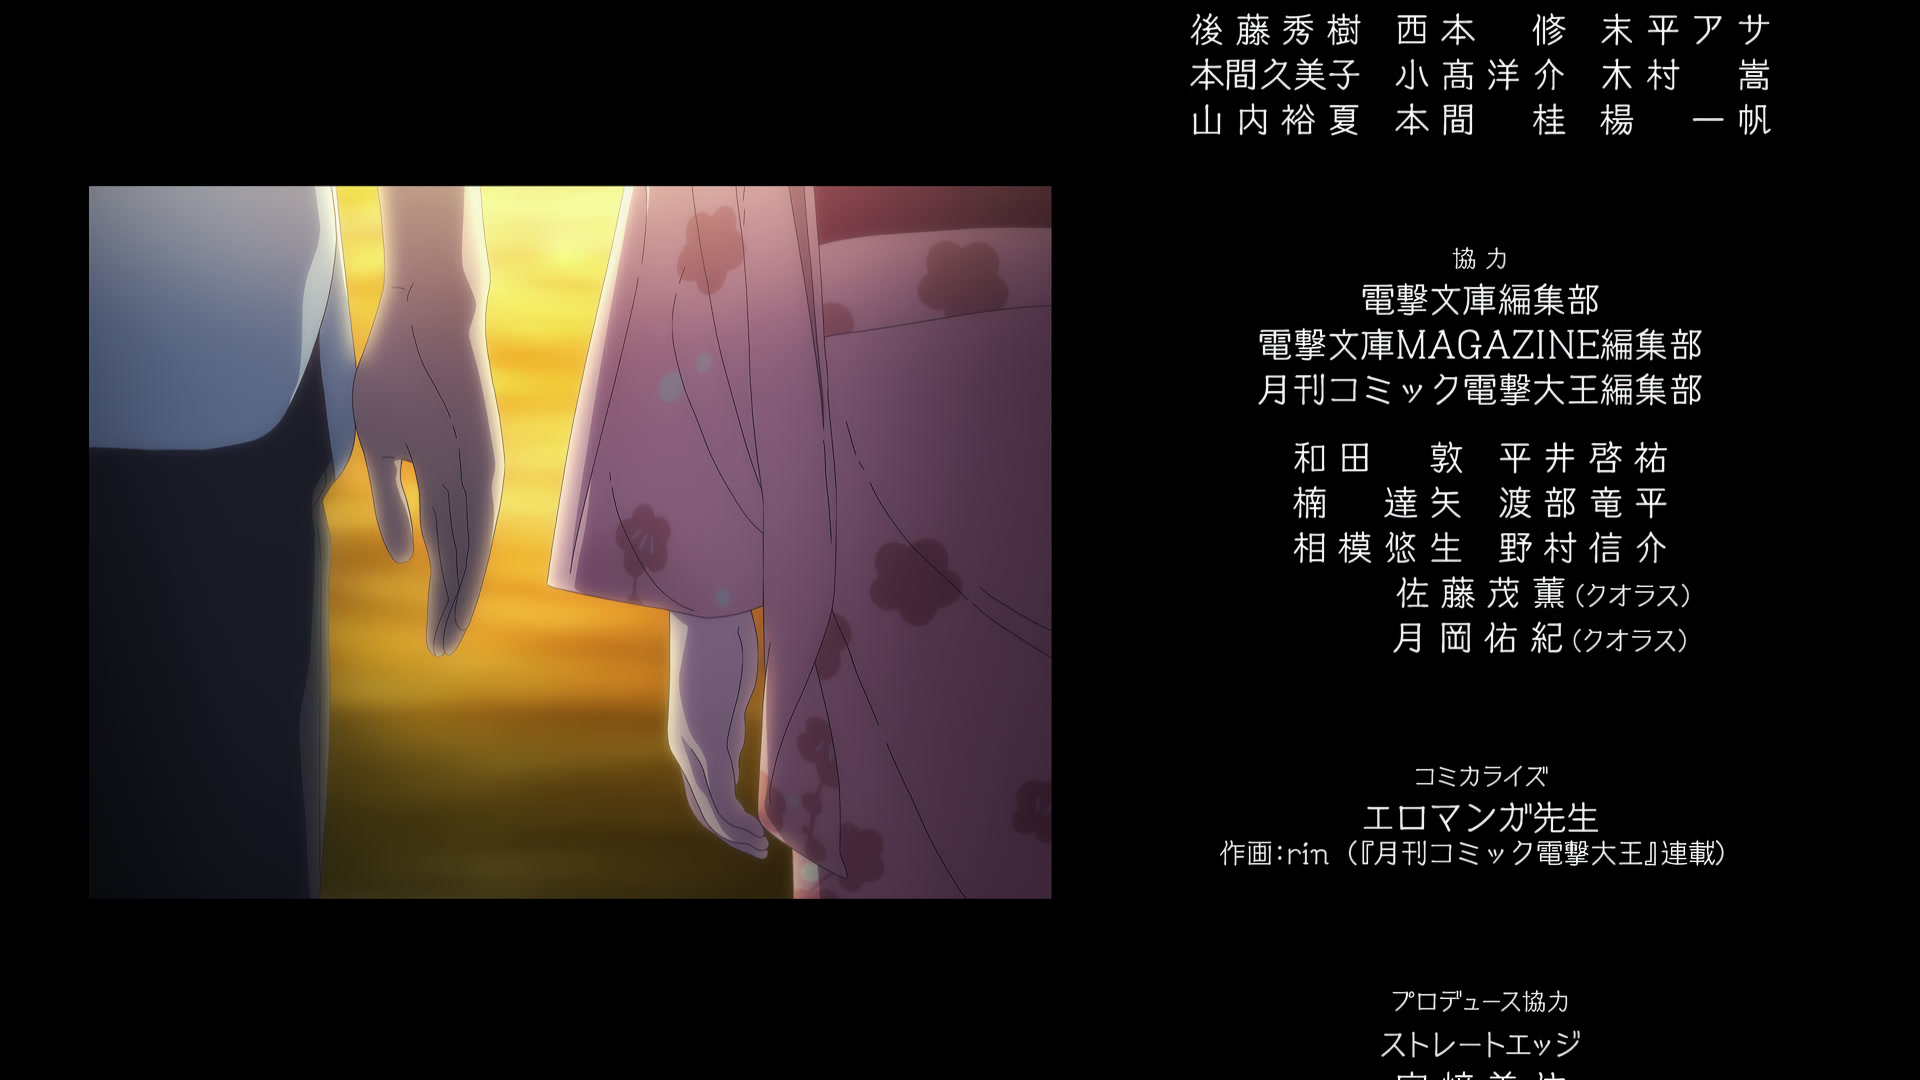 後藤秀樹 西本 修 末平アサ
本間久美子 小髙洋介 木村 嵩
山内裕夏 本間 桂 楊 一帆
協力
電撃文庫編集部
電撃文庫MAGAZINE編集部
月刊コミック電撃大王編集部
和田 敦 平井啓祐
楠 達矢 渡部竜平
相模悠生 野村信介
佐藤茂薫(クオラス)
月岡佑紀(クオラス)
コミカライズ
エロマンガ先生
作画:rin(『月刊コミック電撃大王』連載)
プロデュース協力
ストレートエッジ